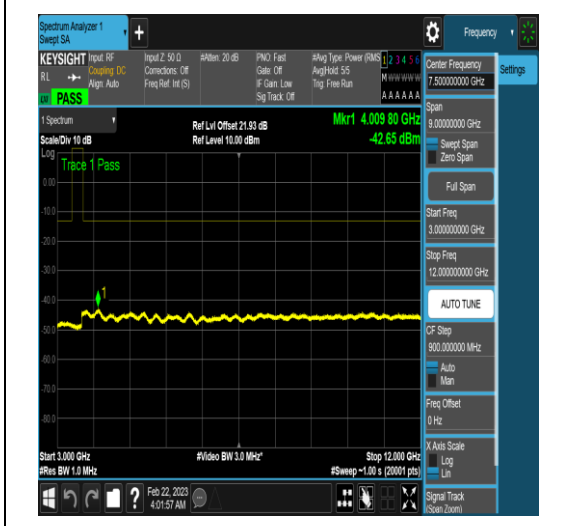 Spectrum Analyzer 1
Swept SA
+
Frequency
KEYSIGHT
RL
Input: RF
Coupling: DC
Align: Auto
Input Z: 50 Ω
Corrections: Off
Freq Ref: Int (S)
#Atten: 20 dB
PNO: Fast
Gate: Off
IF Gain: Low
Sig Track: Off
#Avg Type: Power (RMS)
Avg|Hold: 5/5
Trig: Free Run
1 2 3 4 5 6
M W W W W W
A A A A A A
PASS
1 Spectrum
Scale/Div 10 dB
Log
Ref Lvl Offset 21.93 dB
Ref Level 10.00 dBm
Mkr1 4.009 80 GHz
-42.65 dBm
Trace 1 Pass
0.00
-10.0
-20.0
-30.0
-40.0
-50.0
-60.0
-70.0
-80.0
1
Start 3.000 GHz
#Res BW 1.0 MHz
#Video BW 3.0 MHz*
Stop 12.000 GHz
#Sweep ~1.00 s (20001 pts)
?
Feb 22, 2023
4:01:57 AM
Settings
Center Frequency
7.500000000 GHz
Span
9.00000000 GHz
Swept Span
Zero Span
Full Span
Start Freq
3.000000000 GHz
Stop Freq
12.000000000 GHz
AUTO TUNE
CF Step
900.000000 MHz
Auto
Man
Freq Offset
0 Hz
X Axis Scale
Log
Lin
Signal Track
(Span Zoom)